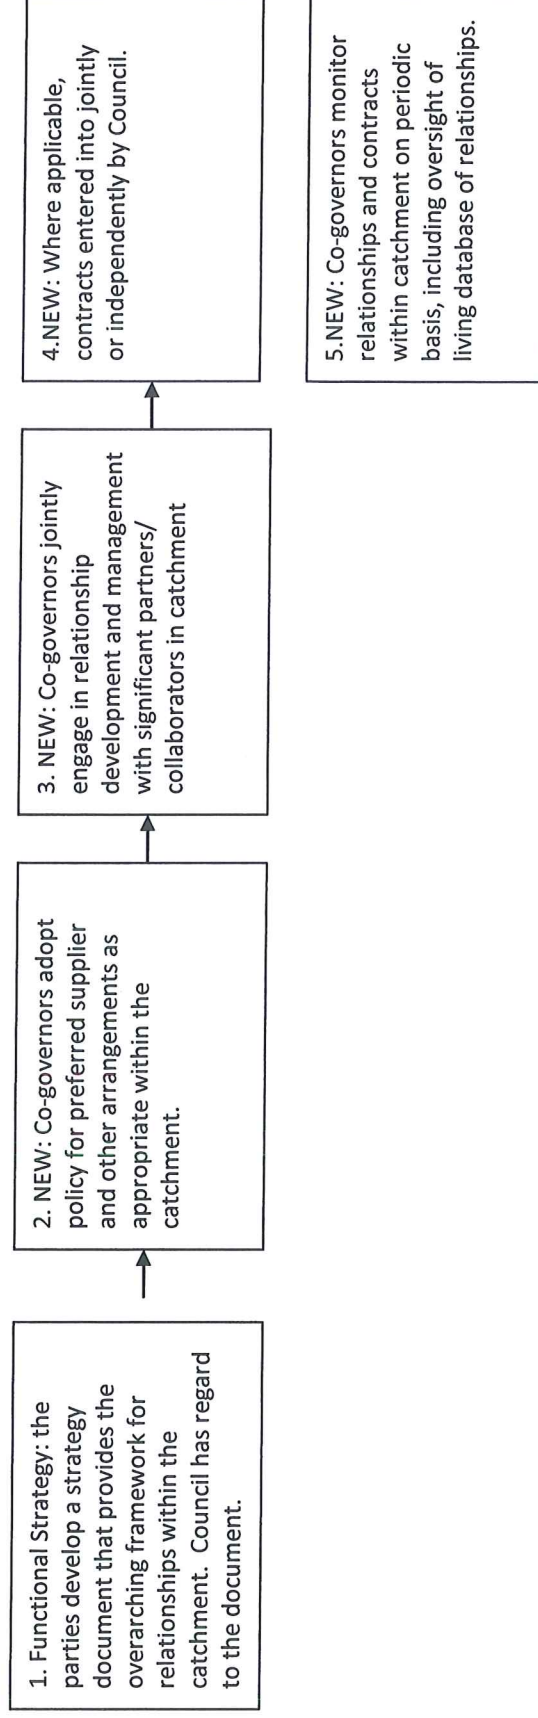 1. Functional Strategy: the
parties develop a strategy
document that provides the
overarching framework for
relationships within the
catchment. Council has regard
to the document.
2. NEW: Co-governors adopt
policy for preferred supplier
and other arrangements as
appropriate within the
catchment.
3. NEW: Co-governors jointly
engage in relationship
development and management
with significant partners/
collaborators in catchment
4.NEW: Where applicable,
contracts entered into jointly
or independently by Council.
5.NEW: Co-governors monitor
relationships and contracts
within catchment on periodic
basis, including oversight of
living database of relationships.